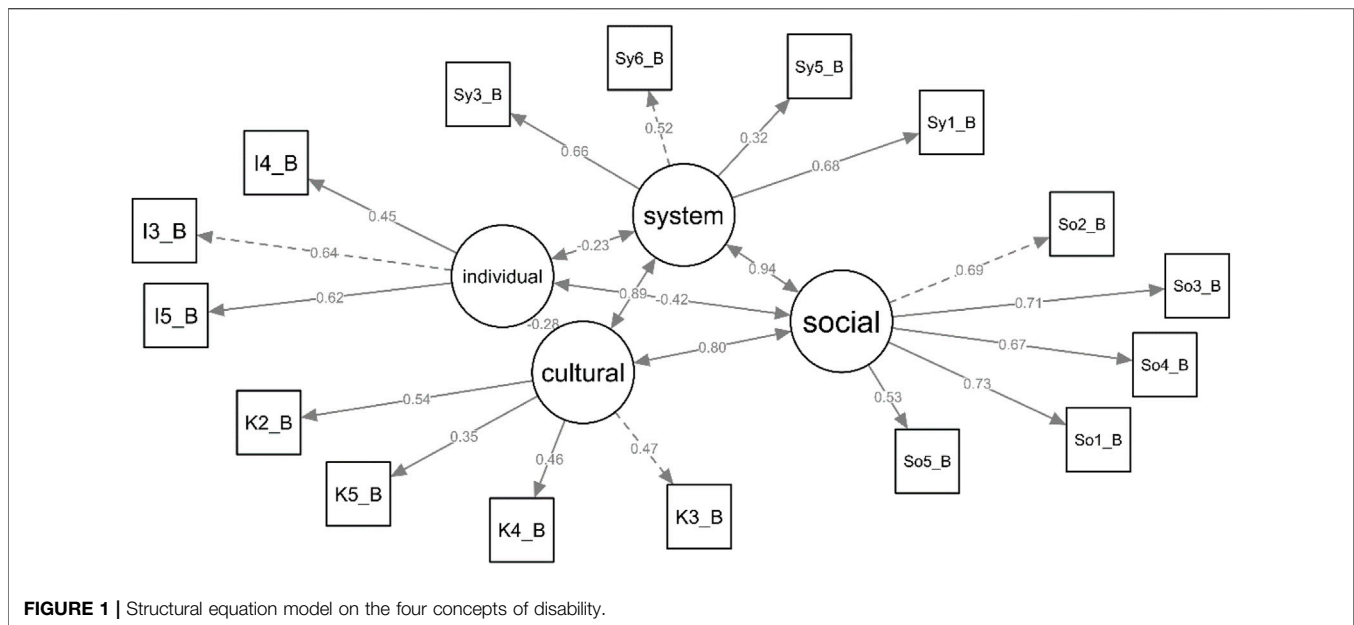 Sy6_B
Sy5_B
Sy3_B
Sy1_B
0.52
0.32
0.66
0.68
I4_B
system
So2_B
I3_B
0.45
0.64
-0.23
0.94
0.69
individual
So3_B
I5_B
0.62
0.89
-0.42
0.71
social
-0.28
0.80
0.67
So4_B
cultural
0.73
0.54
0.53
K2_B
So1_B
0.35
0.46
0.47
So5_B
K5_B
K4_B
K3_B
FIGURE 1 | Structural equation model on the four concepts of disability.